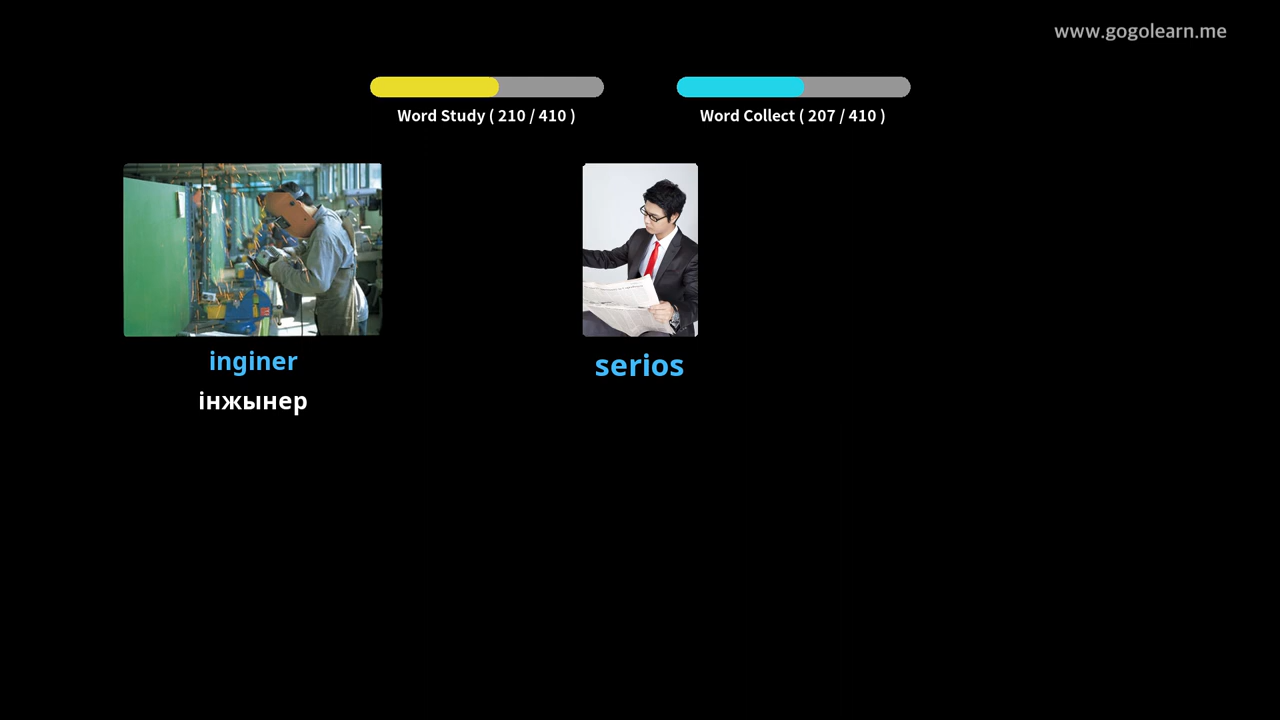 www.gogolearn.me
Word Study ( 210 / 410 )
Word Collect ( 207 / 410 )
inginer
інжынер
serios